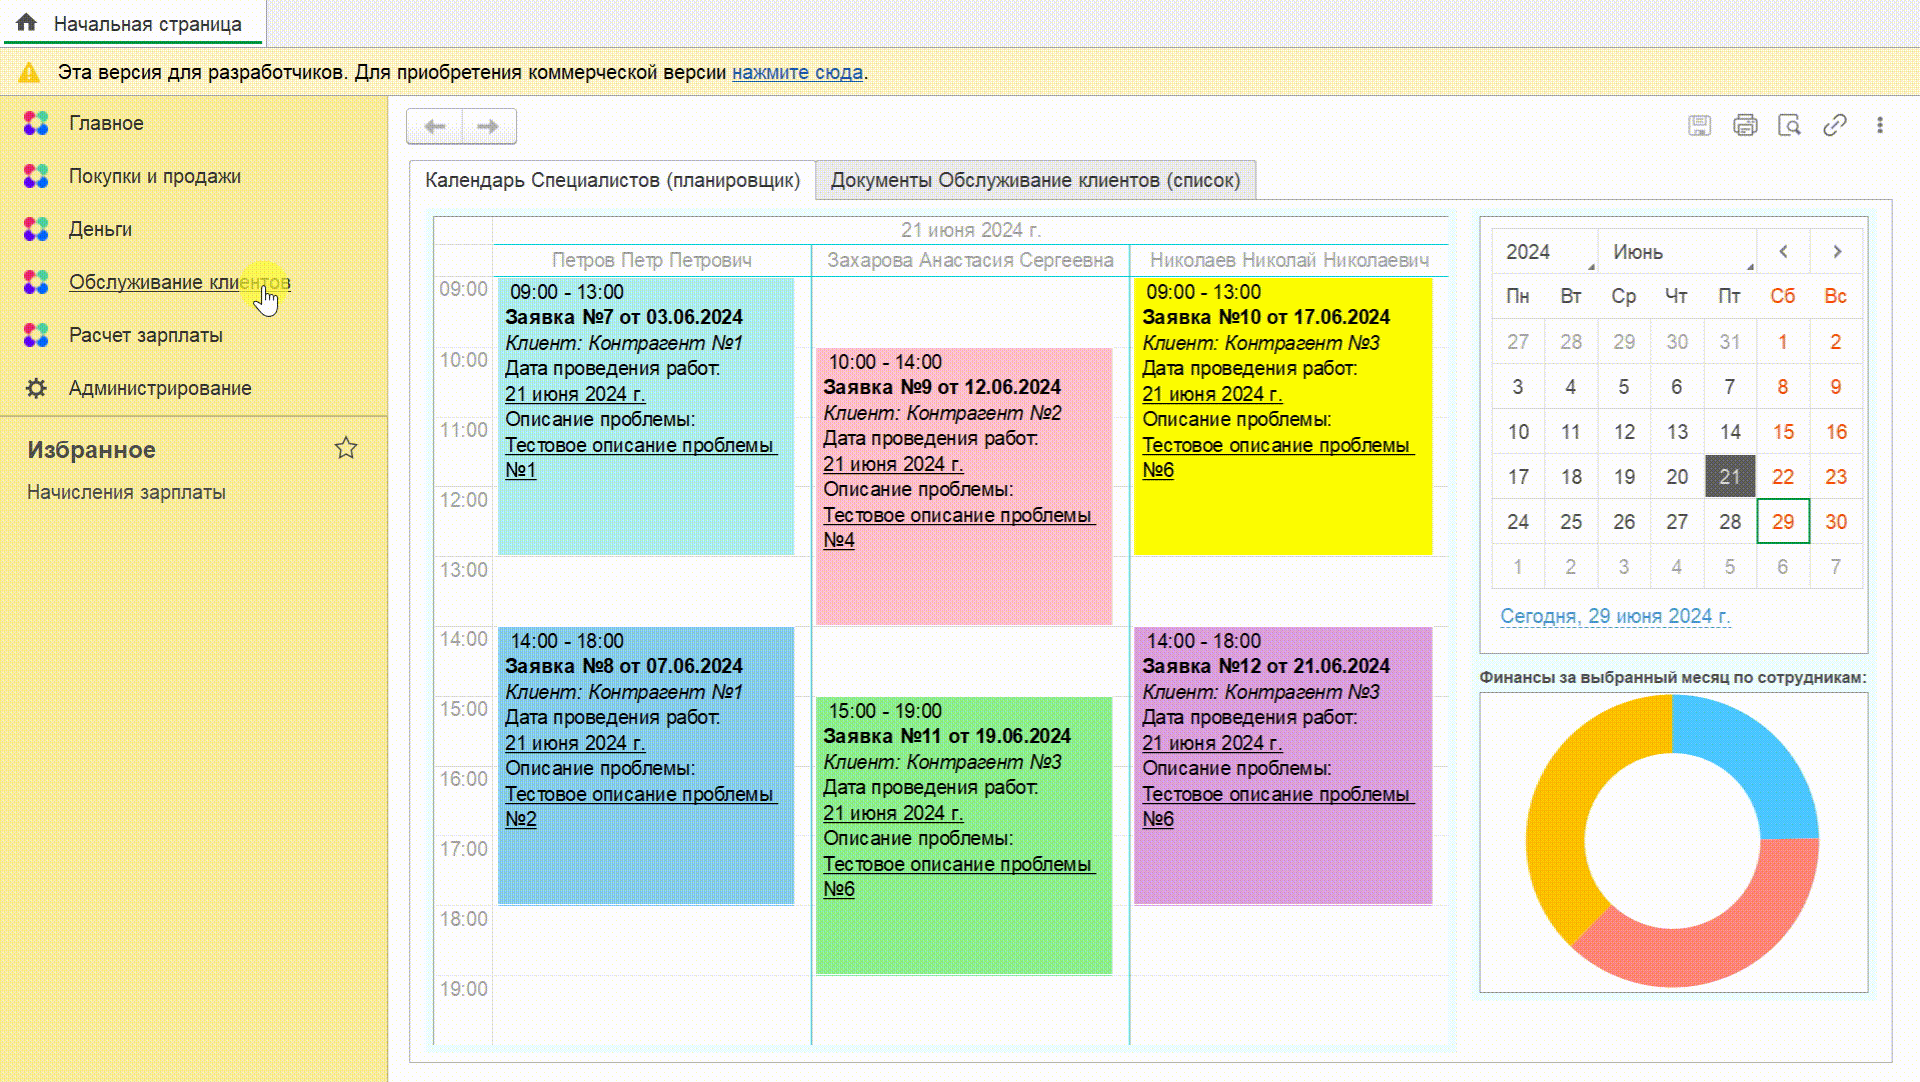 Начальная страница
Эта версия для разработчиков. Для приобретения коммерческой версии нажмите сюда.
Главное
Покупки и продажи
Деньги
Обслуживание клиентов
Расчет зарплаты
Администрирование
Избранное
Начисления зарплаты
Календарь Специалистов (планировщик)
Документы Обслуживание клиентов (список)
21 июня 2024 г.
Петров Петр Петрович
Захарова Анастасия Сергеевна
Николаев Николай Николаевич
09:00
10:00
11:00
12:00
13:00
14:00
15:00
16:00
17:00
18:00
19:00
09:00 - 13:00
Заявка №7 от 03.06.2024
Клиент: Контрагент №1
Дата проведения работ:
21 июня 2024 г.
Описание проблемы:
Тестовое описание проблемы
№1
14:00 - 18:00
Заявка №8 от 07.06.2024
Клиент: Контрагент №1
Дата проведения работ:
21 июня 2024 г.
Описание проблемы:
Тестовое описание проблемы
№2
10:00 - 14:00
Заявка №9 от 12.06.2024
Клиент: Контрагент №2
Дата проведения работ:
21 июня 2024 г.
Описание проблемы:
Тестовое описание проблемы
№4
15:00 - 19:00
Заявка №11 от 19.06.2024
Клиент: Контрагент №3
Дата проведения работ:
21 июня 2024 г.
Описание проблемы:
Тестовое описание проблемы
№6
09:00 - 13:00
Заявка №10 от 17.06.2024
Клиент: Контрагент №3
Дата проведения работ:
21 июня 2024 г.
Описание проблемы:
Тестовое описание проблемы
№6
14:00 - 18:00
Заявка №12 от 21.06.2024
Клиент: Контрагент №3
Дата проведения работ:
21 июня 2024 г.
Описание проблемы:
Тестовое описание проблемы
№6
2024 Июнь
Пн Вт Ср Чт Пт Сб Вс
27 28 29 30 31 1 2
3 4 5 6 7 8 9
10 11 12 13 14 15 16
17 18 19 20 21 22 23
24 25 26 27 28 29 30
1 2 3 4 5 6 7
Сегодня, 29 июня 2024 г.
Финансы за выбранный месяц по сотрудникам: